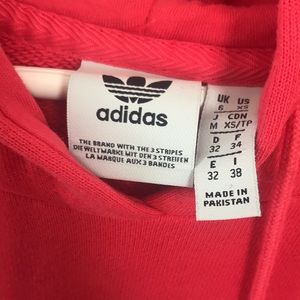 adidas
THE BRAND WITH THE 3 STRIPES
DIE WELTMARKE MIT DEN 3 STREIFEN
LA MARQUE AUX 3 BANDES
UK US
6 XS
J CDN
M XS/TP
D F
32 34
E I
32 38
MADE IN
PAKISTAN